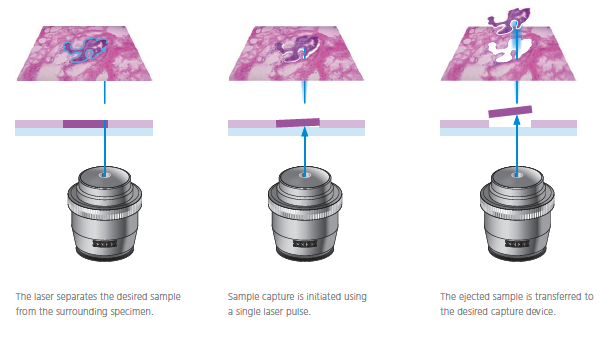 The laser separates the desired sample
from the surrounding specimen.
Sample capture is initiated using
a single laser pulse.
The ejected sample is transferred to
the desired capture device.